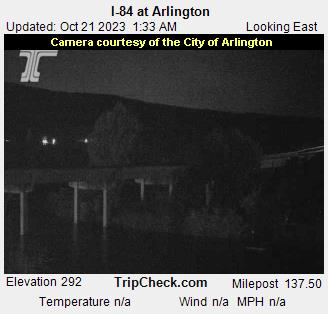 I-84 at Arlington
Updated: Oct 21 2023 1:33 AM Looking East
Camera courtesy of the City of Arlington
Elevation 292 TripCheck.com Milepost 137.50
Temperature n/a Wind n/a MPH n/a